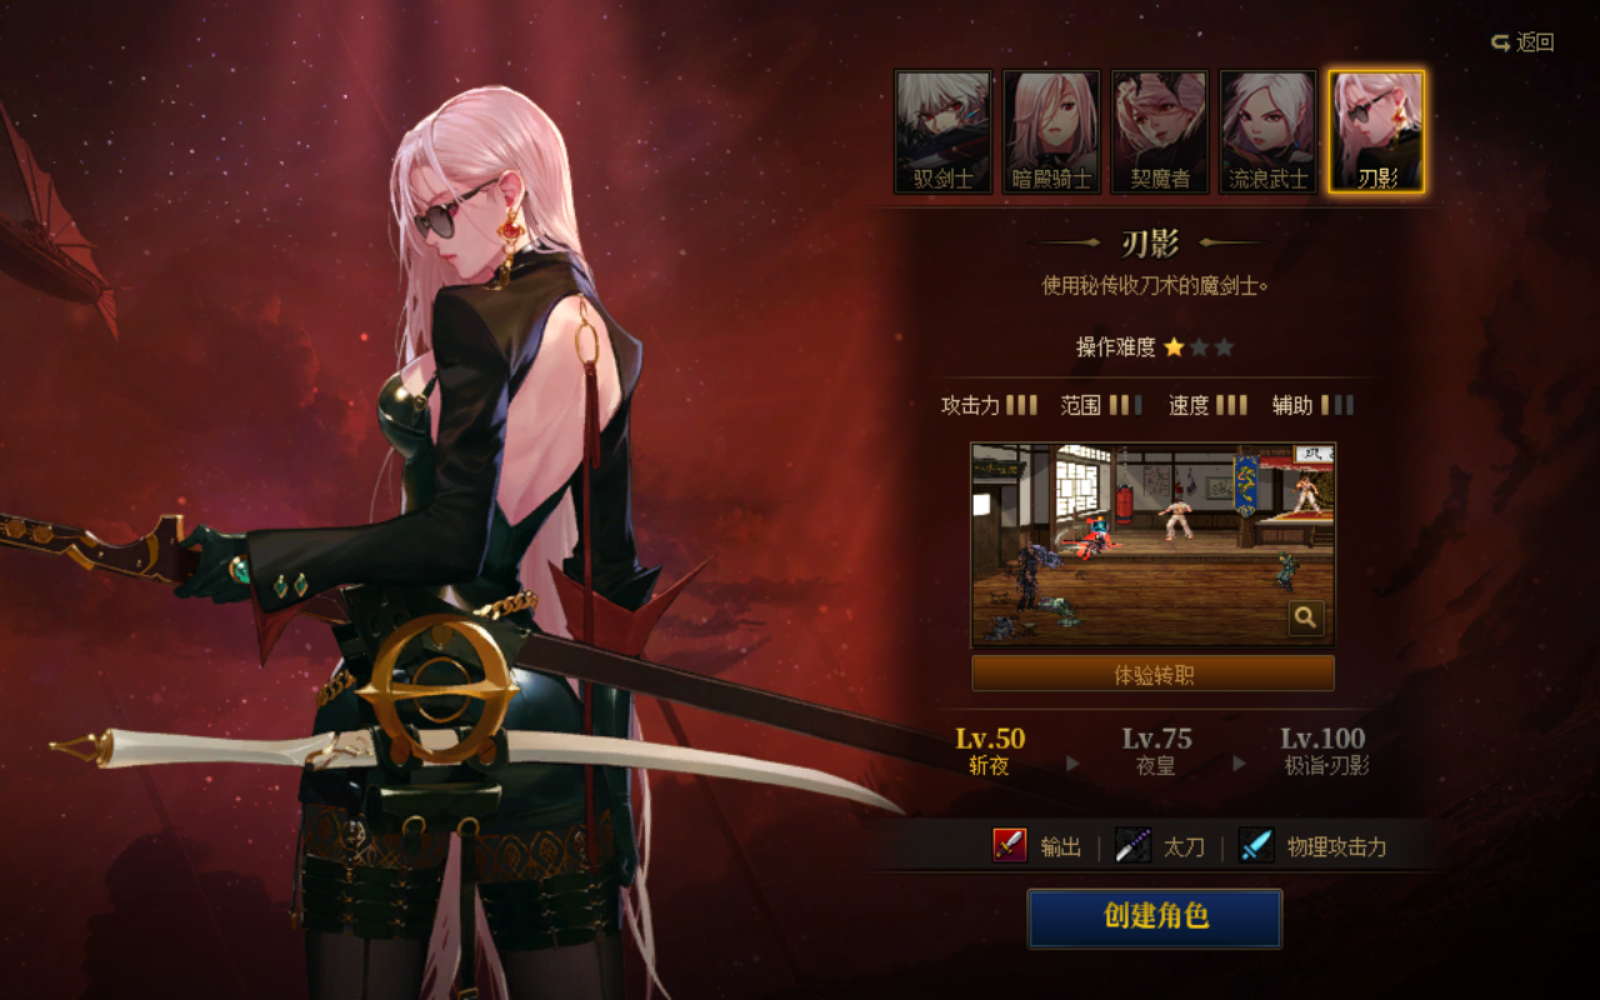 返回
驭剑士 暗殿骑士 契魔者 流浪武士 刃影
刃影
使用秘传收刀术的魔剑士。
操作难度
攻击力 范围 速度 辅助
体验转职
Lv.50 Lv.75 Lv.100
斩夜 夜皇 极诣·刃影
输出 | 太刀 | 物理攻击力
创建角色